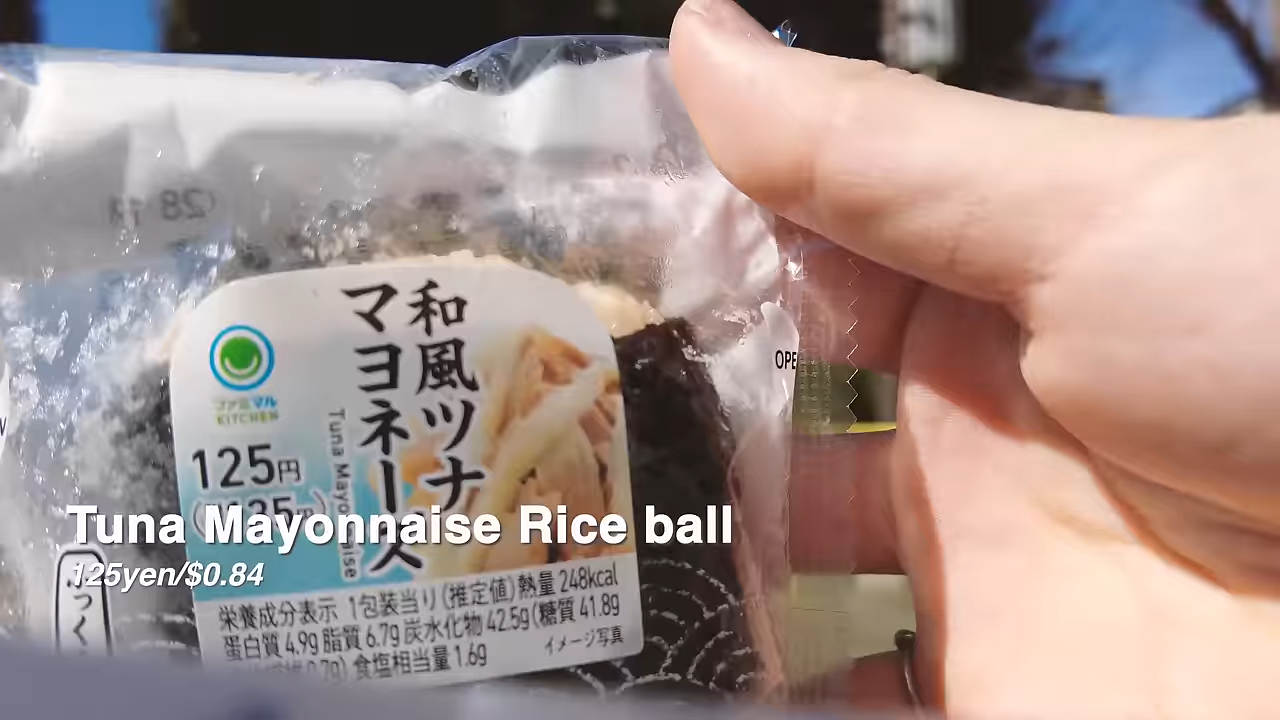 和風ツナ
マヨネーズ
Tuna Mayonnaise
ファミマル
KITCHEN
125円
OPE
Tuna Mayonnaise Rice ball
125yen/$0.84
栄養成分表示 1包装当り(推定値)熱量 248kcal
蛋白質 4.9g 脂質 6.7g 炭水化物 42.5g(糖質 41.8g
食塩相当量 1.6g
イメージ写真